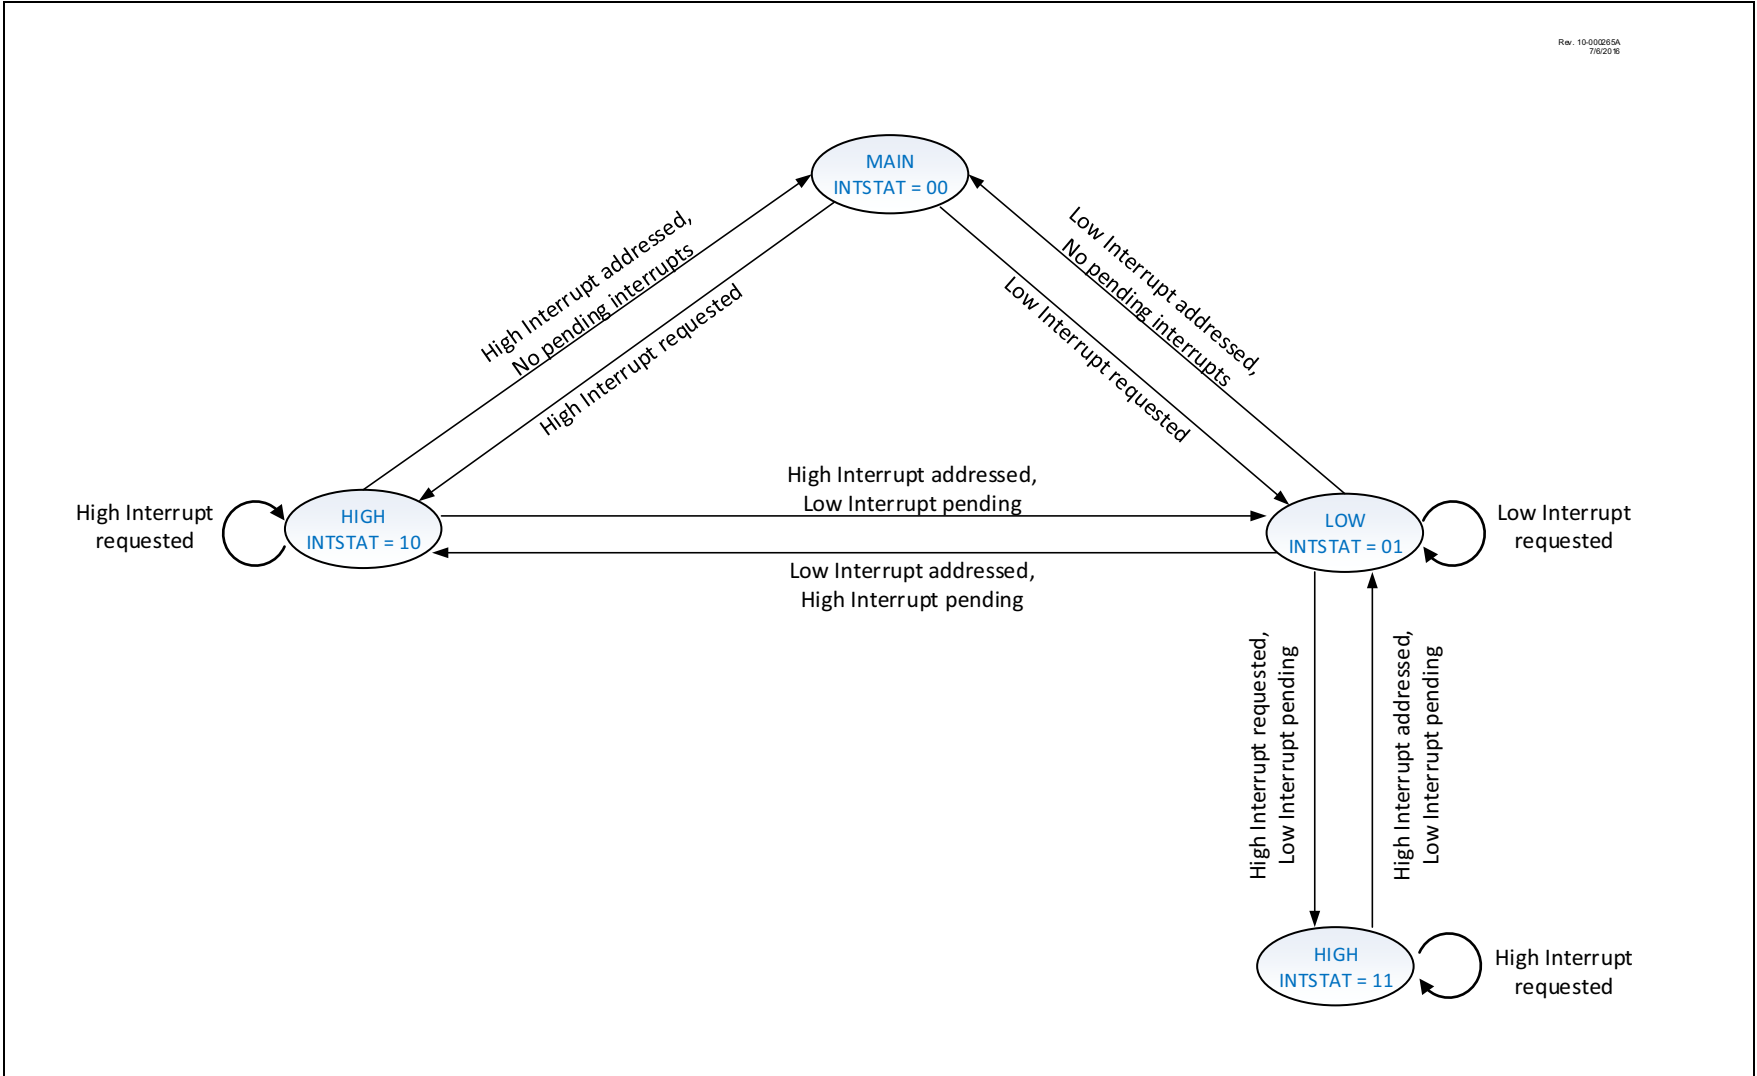 Rev. 10-000265A
7/6/2016
MAIN
INTSTAT = 00
High Interrupt addressed,
No pending interrupts
High Interrupt requested
Low Interrupt addressed,
No pending interrupts
Low Interrupt requested
High Interrupt addressed,
Low Interrupt pending
High Interrupt
requested
HIGH
INTSTAT = 10
LOW
INTSTAT = 01
Low Interrupt
requested
Low Interrupt addressed,
High Interrupt pending
High Interrupt requested,
Low Interrupt pending
High Interrupt addressed,
Low Interrupt pending
HIGH
INTSTAT = 11
High Interrupt
requested